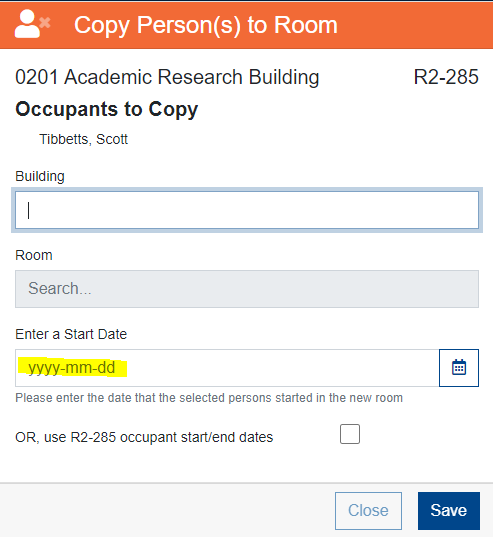 Copy Person(s) to Room
0201 Academic Research Building R2-285
Occupants to Copy
Tibbetts, Scott
Building
Room
Search...
Enter a Start Date
yyyy-mm-dd
Please enter the date that the selected persons started in the new room
OR, use R2-285 occupant start/end dates
Close Save